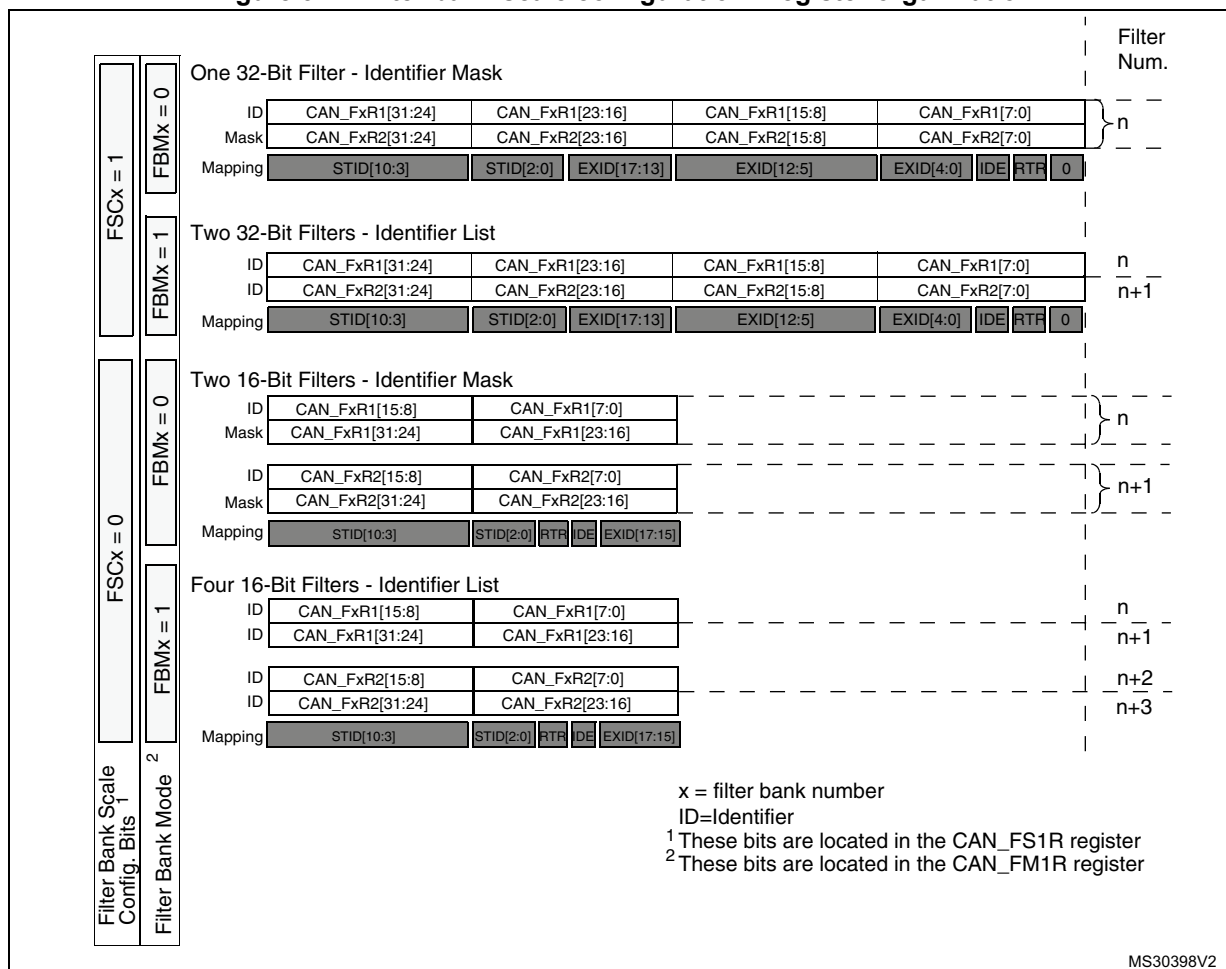 Filter
Num.
One 32-Bit Filter - Identifier Mask
ID CAN_FxR1[31:24] CAN_FxR1[23:16] CAN_FxR1[15:8] CAN_FxR1[7:0]
n
Mask CAN_FxR2[31:24] CAN_FxR2[23:16] CAN_FxR2[15:8] CAN_FxR2[7:0]
Mapping STID[10:3] STID[2:0] EXID[17:13] EXID[12:5] EXID[4:0] IDE RTR 0
FSCx = 1
FBMx = 0
Two 32-Bit Filters - Identifier List
ID CAN_FxR1[31:24] CAN_FxR1[23:16] CAN_FxR1[15:8] CAN_FxR1[7:0] n
ID CAN_FxR2[31:24] CAN_FxR2[23:16] CAN_FxR2[15:8] CAN_FxR2[7:0] n+1
Mapping STID[10:3] STID[2:0] EXID[17:13] EXID[12:5] EXID[4:0] IDE RTR 0
FBMx = 1
Two 16-Bit Filters - Identifier Mask
ID CAN_FxR1[15:8] CAN_FxR1[7:0]
n
Mask CAN_FxR1[31:24] CAN_FxR1[23:16]
ID CAN_FxR2[15:8] CAN_FxR2[7:0]
n+1
Mask CAN_FxR2[31:24] CAN_FxR2[23:16]
Mapping STID[10:3] STID[2:0] RTR IDE EXID[17:15]
FSCx = 0
FBMx = 0
Four 16-Bit Filters - Identifier List
ID CAN_FxR1[15:8] CAN_FxR1[7:0] n
ID CAN_FxR1[31:24] CAN_FxR1[23:16] n+1
ID CAN_FxR2[15:8] CAN_FxR2[7:0] n+2
ID CAN_FxR2[31:24] CAN_FxR2[23:16] n+3
Mapping STID[10:3] STID[2:0] RTR IDE EXID[17:15]
FBMx = 1
Filter Bank Scale
Config. Bits 1
Filter Bank Mode 2
x = filter bank number
ID=Identifier
1 These bits are located in the CAN_FS1R register
2 These bits are located in the CAN_FM1R register
MS30398V2